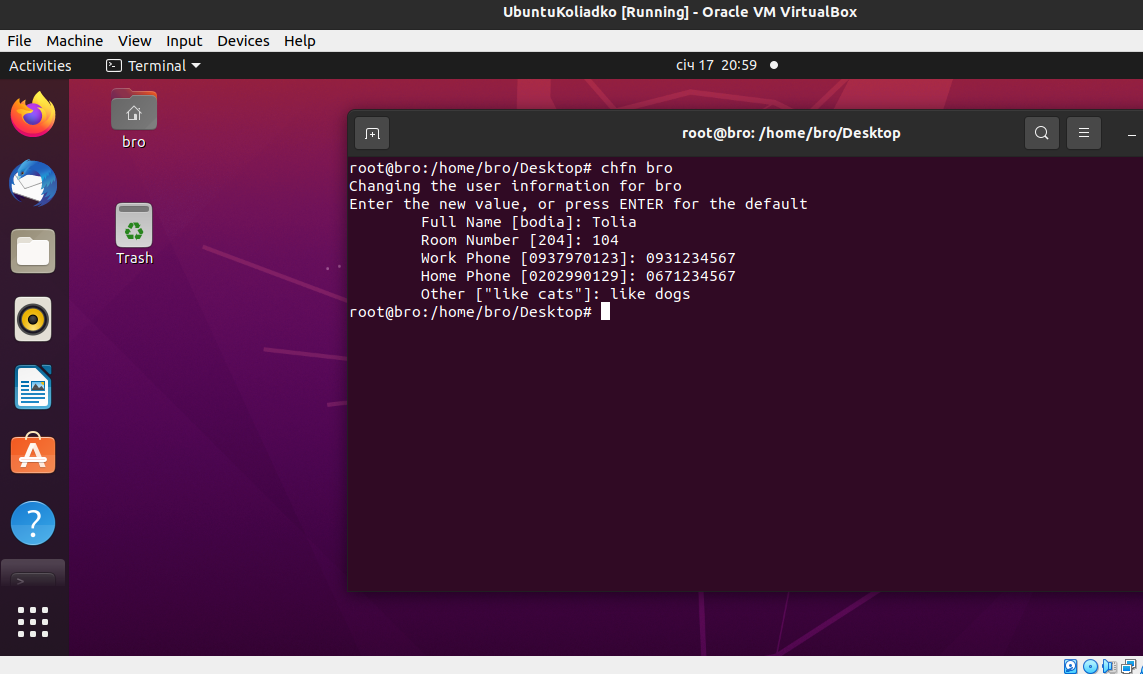 UbuntuKoliadko [Running] - Oracle VM VirtualBox
File Machine View Input Devices Help
Activities Terminal січ 17 20:59
bro
Trash
root@bro: /home/bro/Desktop
root@bro:/home/bro/Desktop# chfn bro
Changing the user information for bro
Enter the new value, or press ENTER for the default
Full Name [bodia]: Tolia
Room Number [204]: 104
Work Phone [0937970123]: 0931234567
Home Phone [0202990129]: 0671234567
Other ["like cats"]: like dogs
root@bro:/home/bro/Desktop#